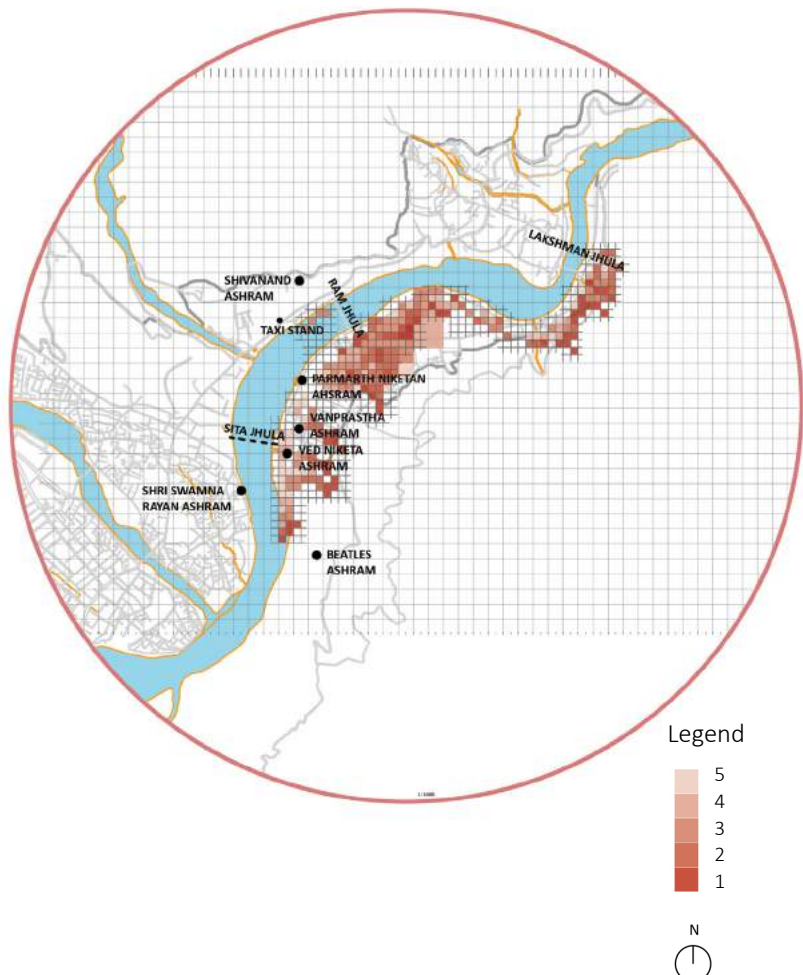 LAKSHMAN JHULA
SHIVANAND
ASHRAM
RAM JHULA
TAXI STAND
PARMARTH NIKETAN
AHSRAM
VANPRASTHA
ASHRAM
SITA JHULA
VED NIKETA
ASHRAM
SHRI SWAMNA
RAYAN ASHRAM
BEATLES
ASHRAM
Legend
5
4
3
2
1
N